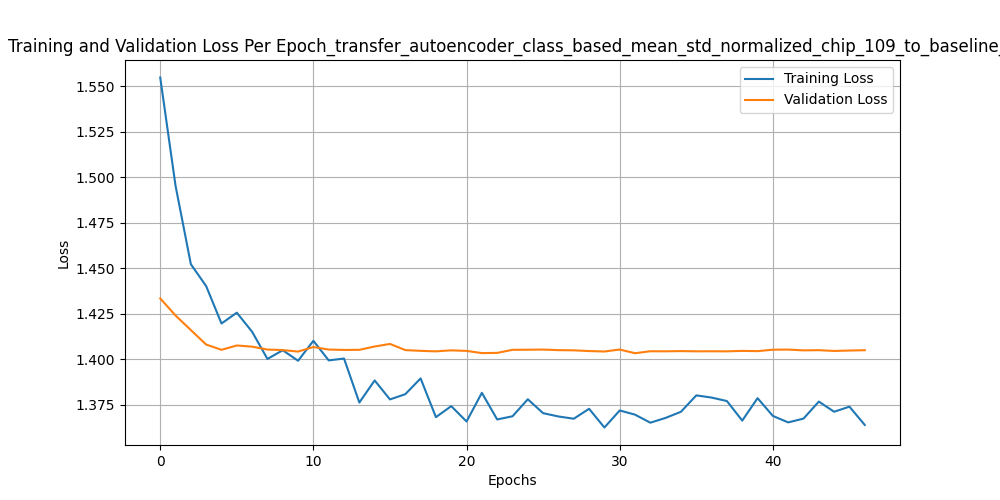 Training and Validation Loss Per Epoch_transfer_autoencoder_class_based_mean_std_normalized_chip_109_to_baseline_
Training Loss
Validation Loss
1.550
1.525
1.500
1.475
1.450
1.425
1.400
1.375
Loss
0
10
20
30
40
Epochs